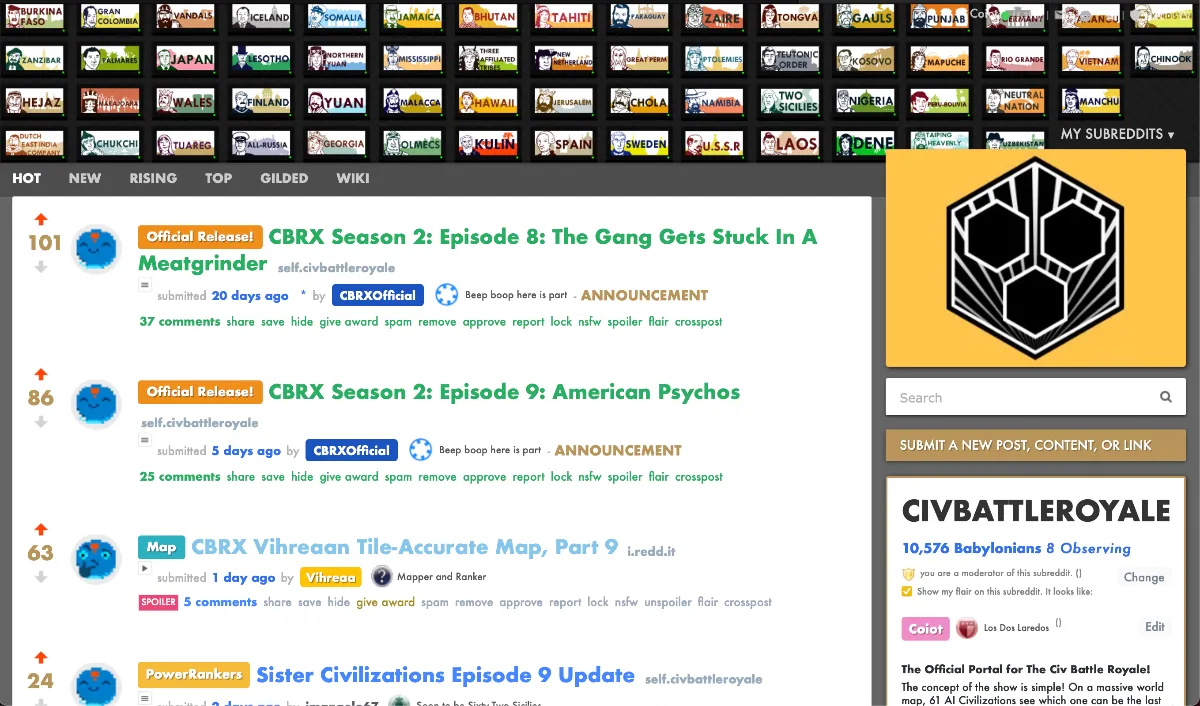 BURKINA FASO
GRAN COLOMBIA
VANDALS
ICELAND
SOMALIA
JAMAICA
BHUTAN
TAHITI
PARAGUAY
ZAIRE
TONGVA
GAULS
PUNJAB
GERMANY
KURDISTAN
ZANZIBAR
PALMARES
JAPAN
LESOTHO
NORTHERN YUAN
MISSISSIPPI
THREE AFFILIATED TRIBES
NEW NETHERLAND
GREAT PERM
PTOLEMIES
TEUTONIC ORDER
KOSOVO
MAPUCHE
RIO GRANDE
VIETNAM
CHINOOK
HEJAZ
WALES
FINLAND
YUAN
MALACCA
HAWAII
JERUSALEM
CHOLA
NAMIBIA
TWO SICILIES
NIGERIA
PERU-BOLIVIA
NEUTRAL NATION
MANCHU
DUTCH EAST INDIA COMPANY
CHUKCHI
TUAREG
ALL-RUSSIA
GEORGIA
OLMECS
KULIN
SPAIN
SWEDEN
U.S.S.R
LAOS
DENE
TAIPING HEAVENLY
UZBEKISTAN
MY SUBREDDITS ▾
HOT NEW RISING TOP GILDED WIKI
101
Official Release! CBRX Season 2: Episode 8: The Gang Gets Stuck In A
Meatgrinder self.civbattleroyale
submitted 20 days ago * by CBRXOfficial Beep boop here is part - ANNOUNCEMENT
37 comments share save hide give award spam remove approve report lock nsfw spoiler flair crosspost
86
Official Release! CBRX Season 2: Episode 9: American Psychos
self.civbattleroyale
submitted 5 days ago by CBRXOfficial Beep boop here is part - ANNOUNCEMENT
25 comments share save hide give award spam remove approve report lock nsfw spoiler flair crosspost
63
Map CBRX Vihreaan Tile-Accurate Map, Part 9 i.redd.it
submitted 1 day ago by Vihreaa ? Mapper and Ranker
SPOILER 5 comments share save hide give award spam remove approve report lock nsfw unspoiler flair crosspost
24
PowerRankers Sister Civilizations Episode 9 Update self.civbattleroyale
Search
SUBMIT A NEW POST, CONTENT, OR LINK
CIVBATTLEROYALE
10,576 Babylonians 8 Observing
you are a moderator of this subreddit. ()
Change
Show my flair on this subreddit. It looks like:
Coiot Los Dos Laredos () Edit
The Official Portal for The Civ Battle Royale!
The concept of the show is simple! On a massive world
map, 61 AI Civilizations see which one can be the last